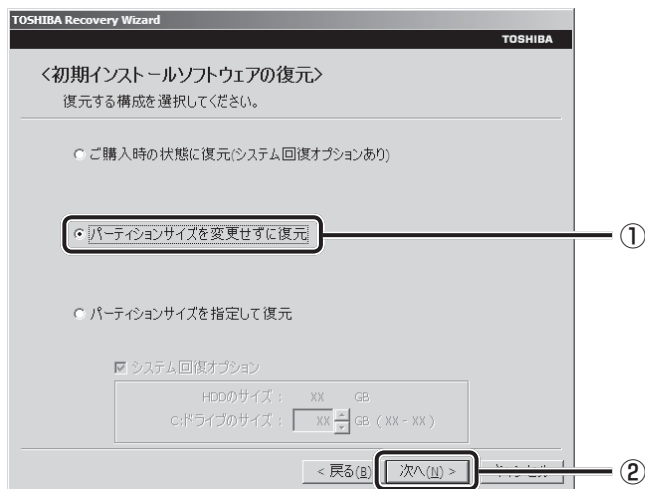 TOSHIBA Recovery Wizard
TOSHIBA
<初期インストールソフトウェアの復元>
復元する構成を選択してください。
ご購入時の状態に復元(システム回復オプションあり)
パーティションサイズを変更せずに復元
①
パーティションサイズを指定して復元
システム回復オプション
HDDのサイズ： XX GB
C:ドライブのサイズ： XX GB ( XX - XX )
< 戻る(B) 次へ(N) > キャンセル
②